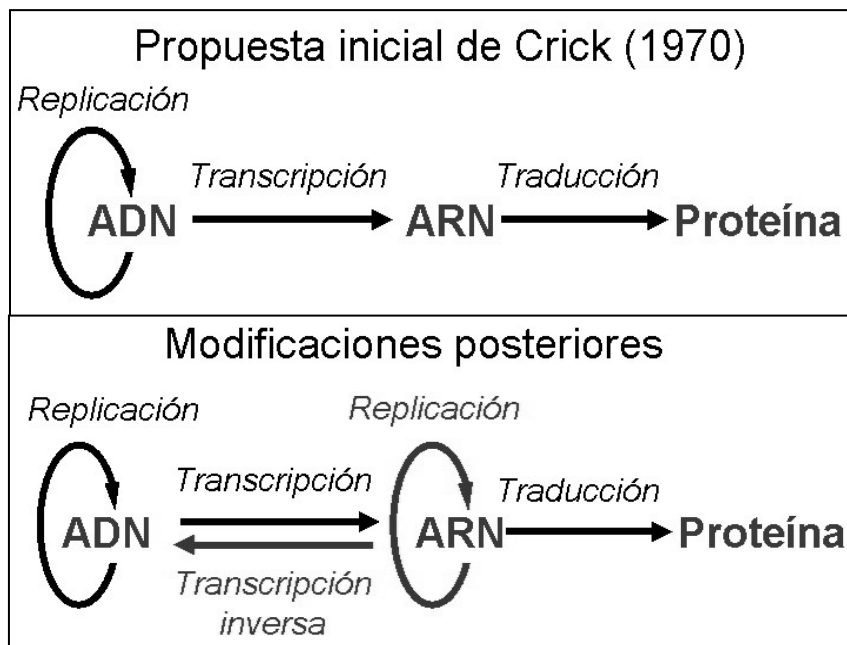 Propuesta inicial de Crick (1970)
Replicación
Transcripción
Traducción
ADN
ARN
Proteína
Modificaciones posteriores
Replicación
Replicación
Transcripción
Traducción
ADN
ARN
Proteína
Transcripción
inversa